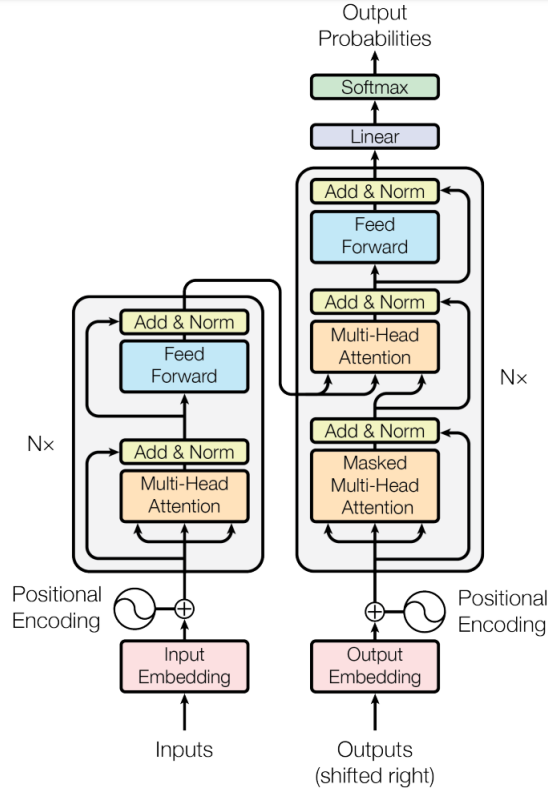 Output
Probabilities
Softmax
Linear
Add & Norm
Feed
Forward
Add & Norm
Multi-Head
Attention
Add & Norm
Masked
Multi-Head
Attention
N×
Positional
Encoding
Output
Embedding
Outputs
(shifted right)
Add & Norm
Feed
Forward
Add & Norm
Multi-Head
Attention
N×
Positional
Encoding
Input
Embedding
Inputs